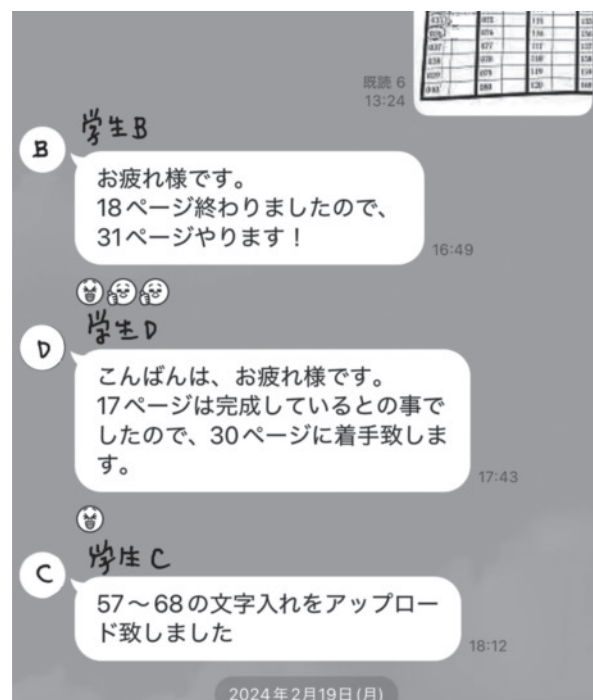 既読 6
13:24
学生B
B
お疲れ様です。
18ページ終わりましたので、
31ページやります！
16:49
学生D
D
こんばんは、お疲れ様です。
17ページは完成しているとの事で
したので、30ページに着手致しま
す。
17:43
学生C
C
57〜68の文字入れをアップロー
ド致しました
18:12
2024年2月19日(月)